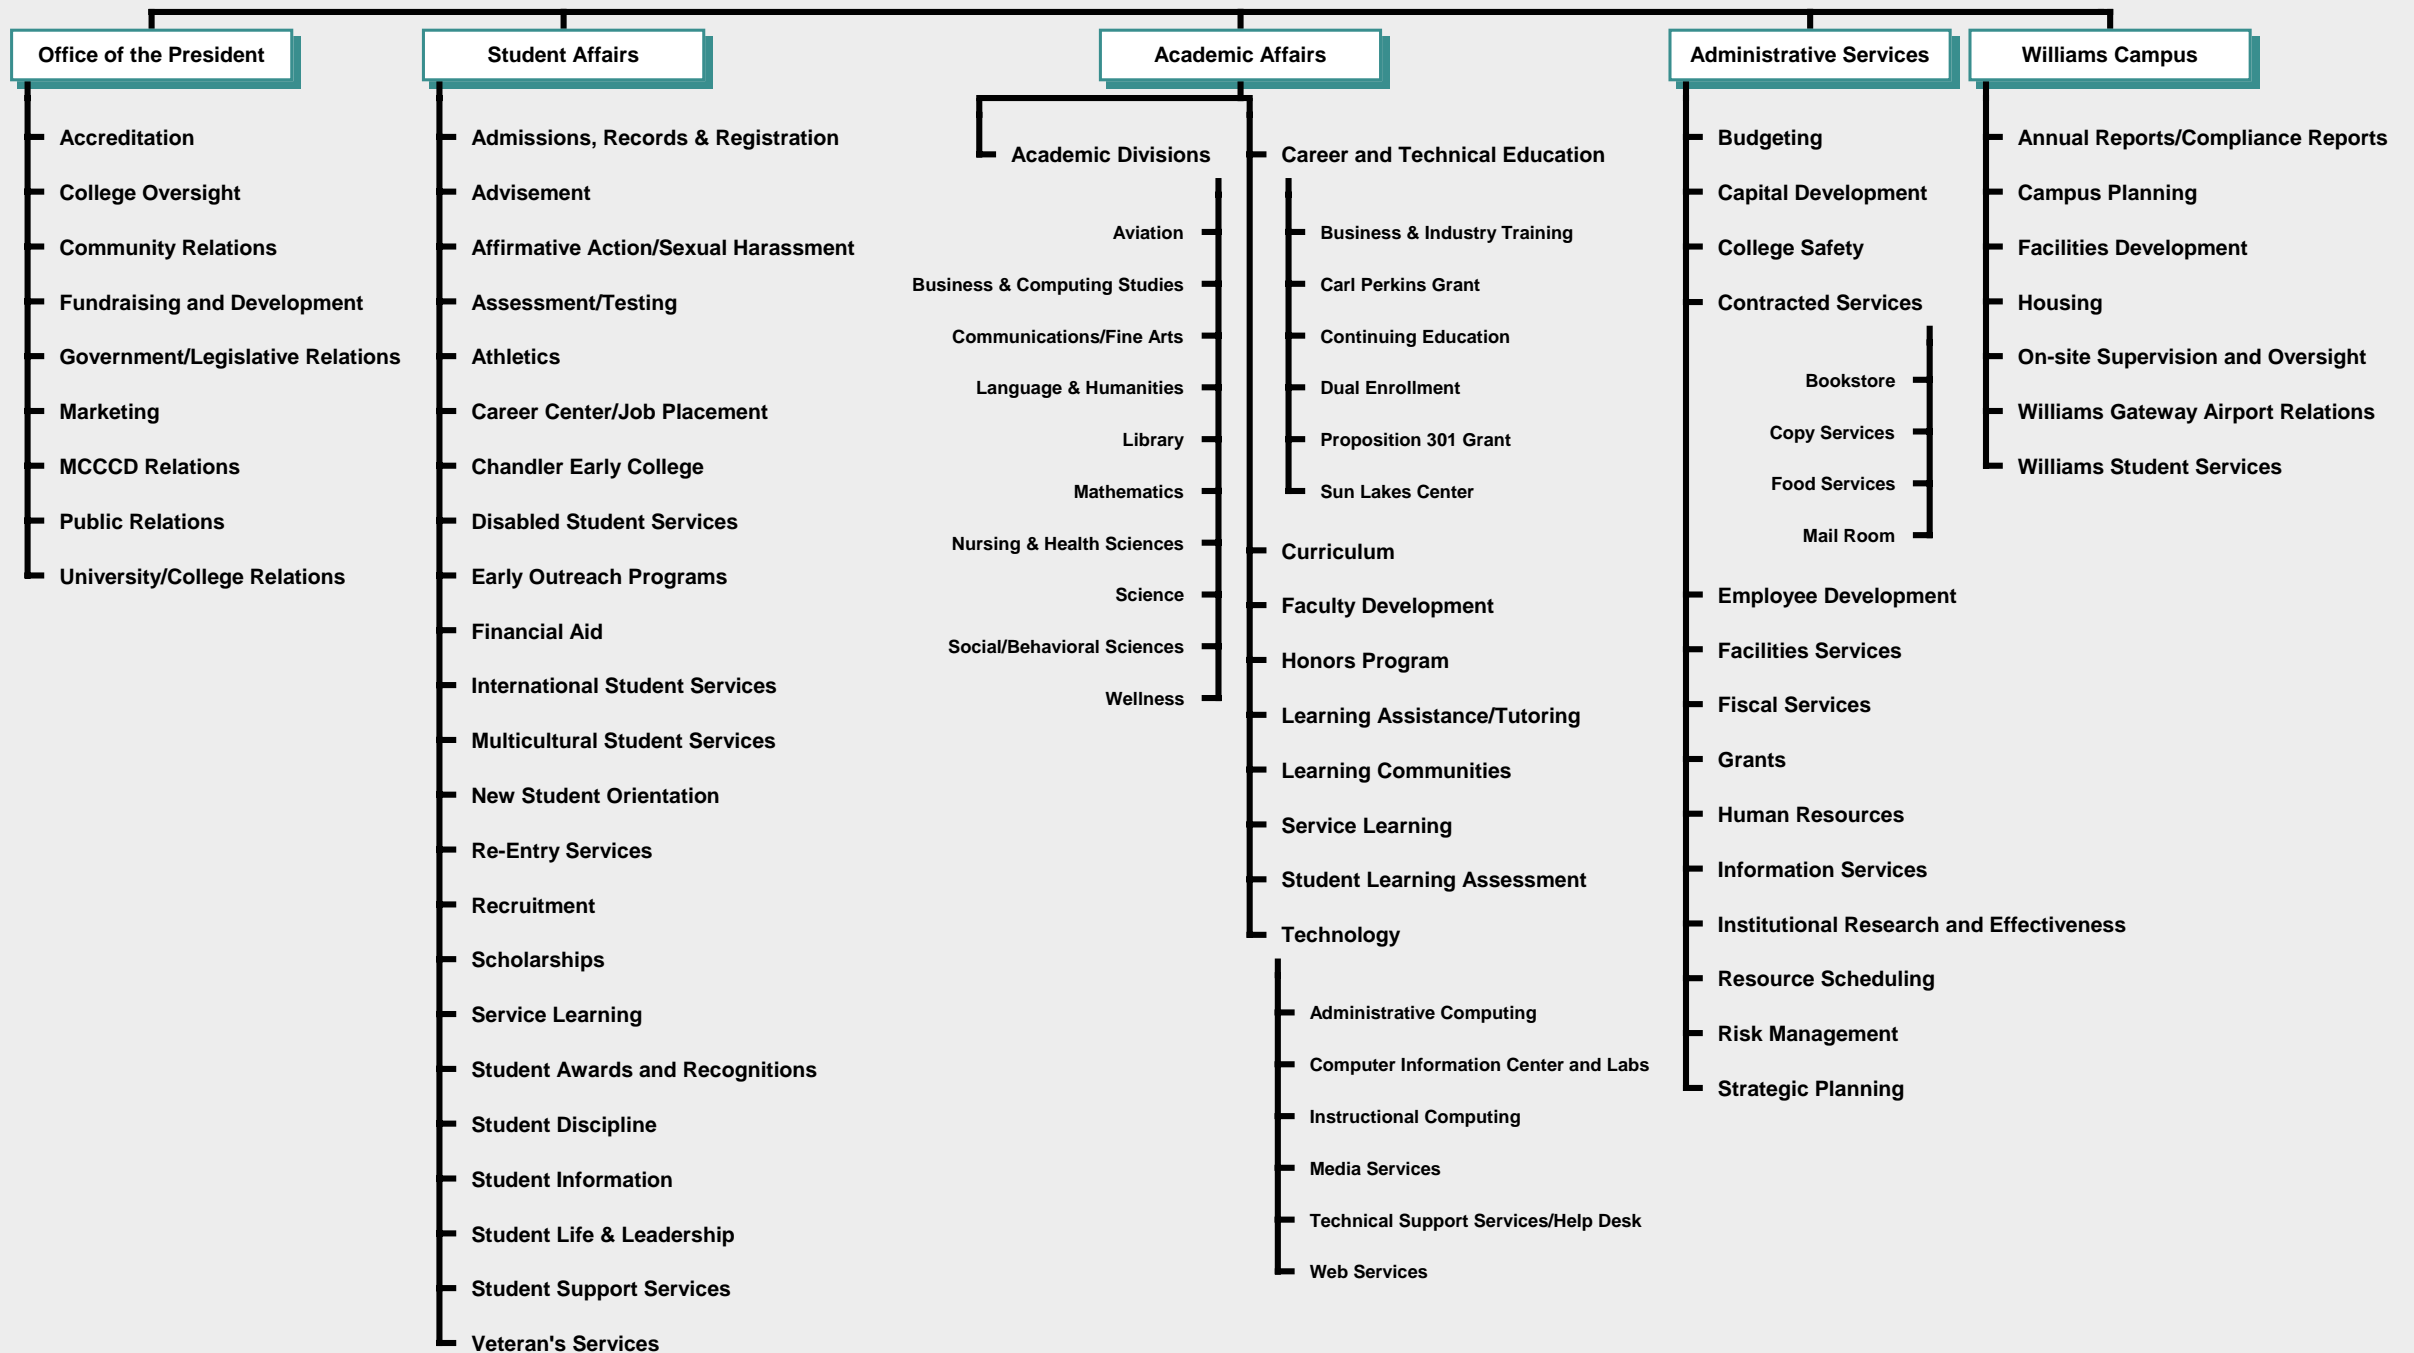 Office of the President
Accreditation
College Oversight
Community Relations
Fundraising and Development
Government/Legislative Relations
Marketing
MCCCD Relations
Public Relations
University/College Relations
Student Affairs
Admissions, Records & Registration
Advisement
Affirmative Action/Sexual Harassment
Assessment/Testing
Athletics
Career Center/Job Placement
Chandler Early College
Disabled Student Services
Early Outreach Programs
Financial Aid
International Student Services
Multicultural Student Services
New Student Orientation
Re-Entry Services
Recruitment
Scholarships
Service Learning
Student Awards and Recognitions
Student Discipline
Student Information
Student Life & Leadership
Student Support Services
Veteran's Services
Academic Affairs
Academic Divisions
Aviation
Business & Computing Studies
Communications/Fine Arts
Language & Humanities
Library
Mathematics
Nursing & Health Sciences
Science
Social/Behavioral Sciences
Wellness
Career and Technical Education
Business & Industry Training
Carl Perkins Grant
Continuing Education
Dual Enrollment
Proposition 301 Grant
Sun Lakes Center
Curriculum
Faculty Development
Honors Program
Learning Assistance/Tutoring
Learning Communities
Service Learning
Student Learning Assessment
Technology
Administrative Computing
Computer Information Center and Labs
Instructional Computing
Media Services
Technical Support Services/Help Desk
Web Services
Administrative Services
Budgeting
Capital Development
College Safety
Contracted Services
Bookstore
Copy Services
Food Services
Mail Room
Employee Development
Facilities Services
Fiscal Services
Grants
Human Resources
Information Services
Institutional Research and Effectiveness
Resource Scheduling
Risk Management
Strategic Planning
Williams Campus
Annual Reports/Compliance Reports
Campus Planning
Facilities Development
Housing
On-site Supervision and Oversight
Williams Gateway Airport Relations
Williams Student Services